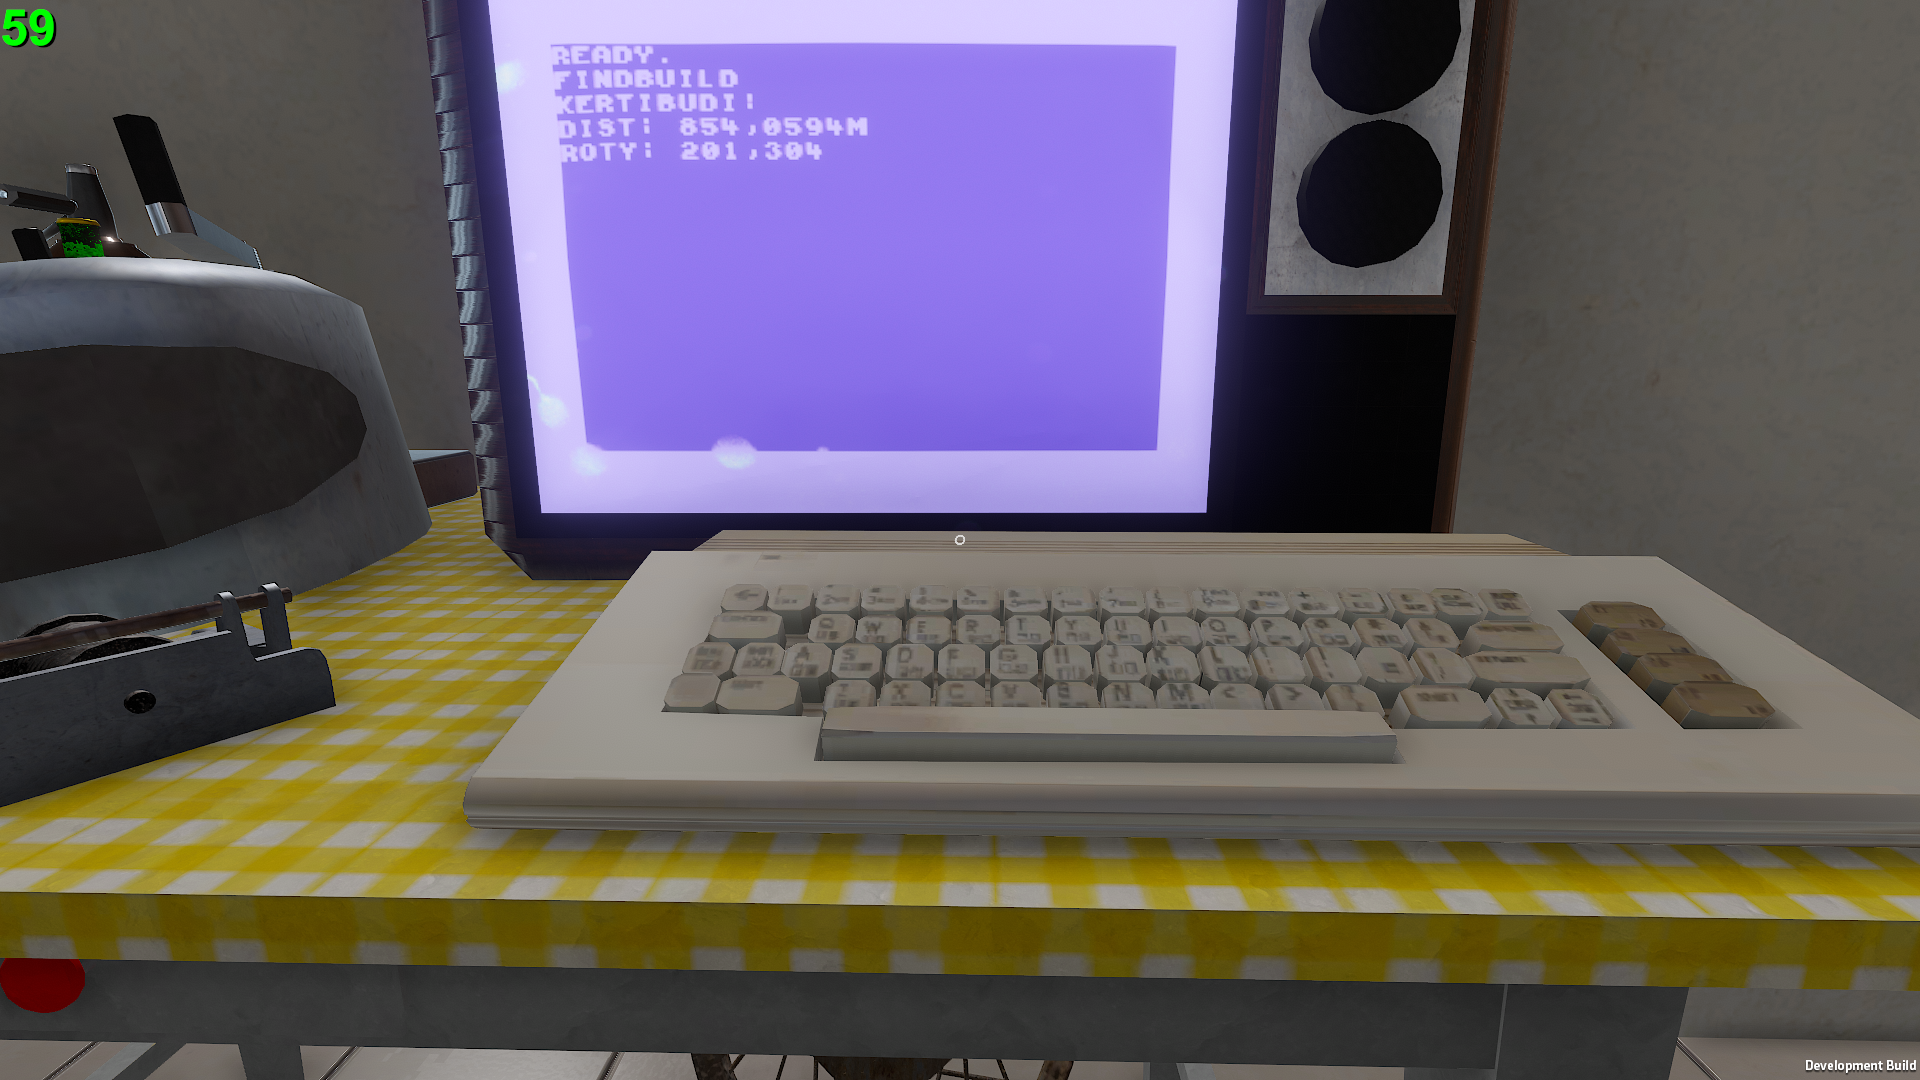 59
READY.
FINDBUILD
KERTIBUDI:
DIST: 854,0594M
ROTY: 201,304
Q W E R T Y U I O P
A S D F G H J K L
Z X C V B N M < >
Development Build